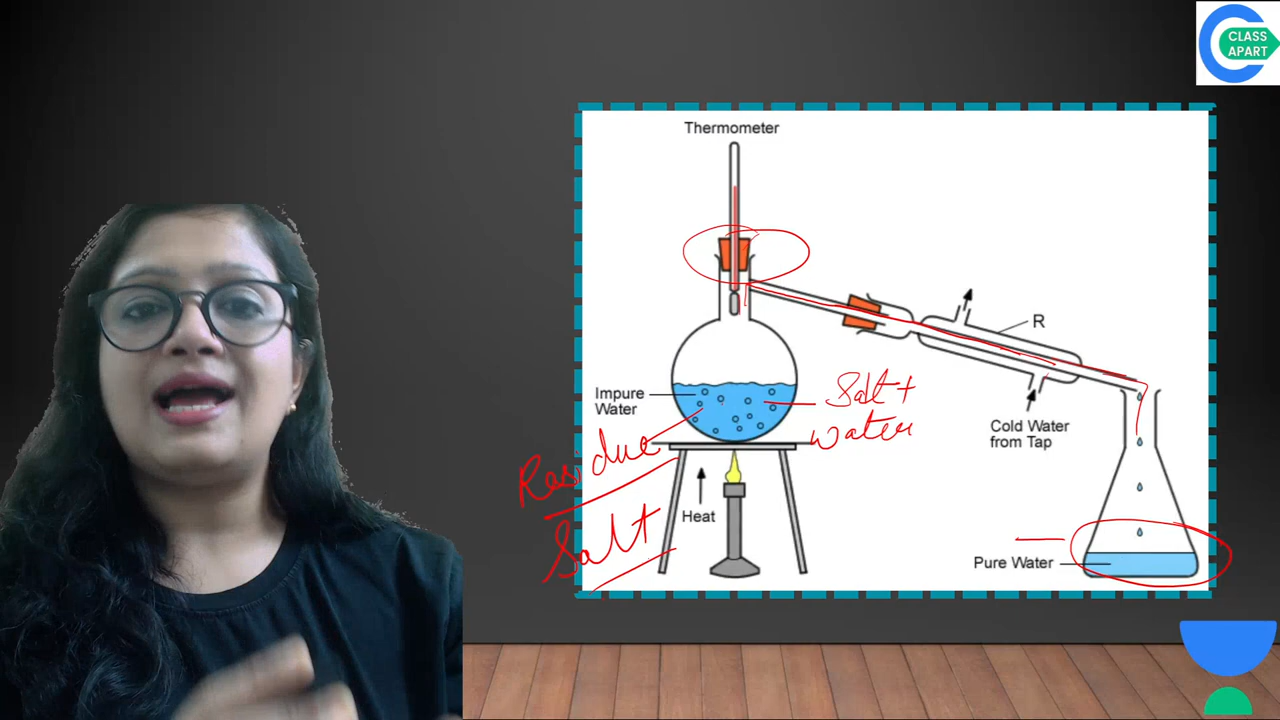 CLASS
APART
Thermometer
R
Impure
Water
Salt +
water
Cold Water
from Tap
Residue
Salt
Heat
Pure Water